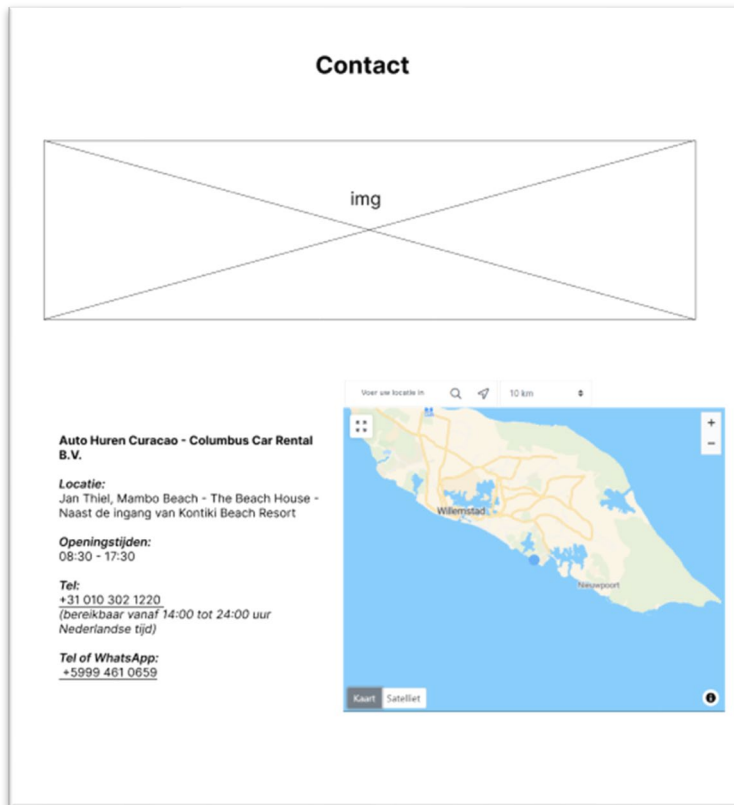 Contact
img
Auto Huren Curacao - Columbus Car Rental
B.V.
Locatie:
Jan Thiel, Mambo Beach - The Beach House -
Naast de ingang van Kontiki Beach Resort
Openingstijden:
08:30 - 17:30
Tel:
+31 010 302 1220
(bereikbaar vanaf 14:00 tot 24:00 uur
Nederlandse tijd)
Tel of WhatsApp:
+5999 461 0659
Voer uw locatie in
10 km
+
−
Willemstad
Nieuwpoort
Kaart Satelliet